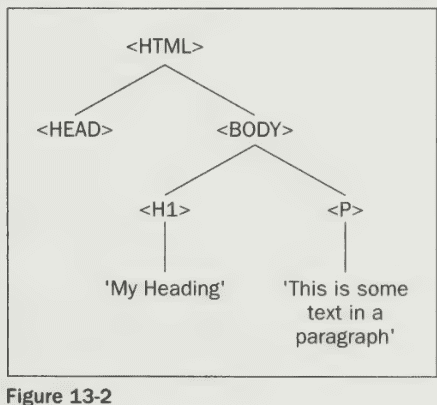 <HTML>
<HEAD> <BODY>
<H1> <P>
'My Heading' 'This is some
text in a
paragraph'
Figure 13-2